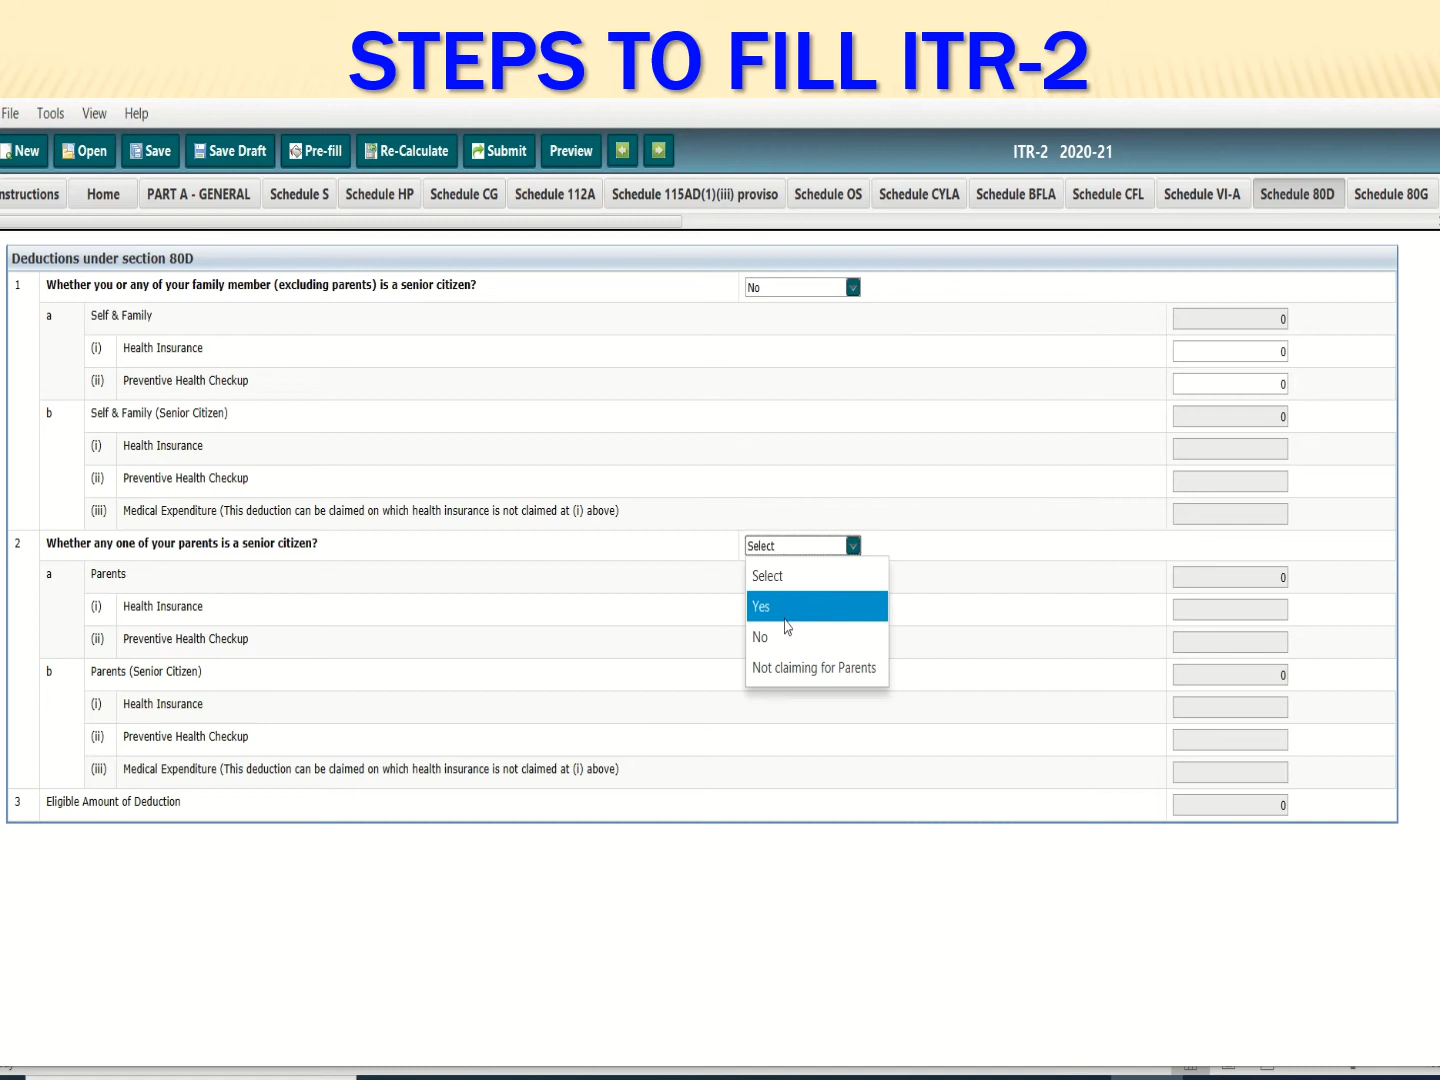 STEPS TO FILL ITR-2
File Tools View Help
New Open Save Save Draft Pre-fill Re-Calculate Submit Preview ITR-2 2020-21
nstructions Home PART A - GENERAL Schedule S Schedule HP Schedule CG Schedule 112A Schedule 115AD(1)(iii) proviso Schedule OS Schedule CYLA Schedule BFLA Schedule CFL Schedule VI-A Schedule 80D Schedule 80G
Deductions under section 80D
1 Whether you or any of your family member (excluding parents) is a senior citizen? No
a Self & Family 0
(i) Health Insurance 0
(ii) Preventive Health Checkup 0
b Self & Family (Senior Citizen) 0
(i) Health Insurance
(ii) Preventive Health Checkup
(iii) Medical Expenditure (This deduction can be claimed on which health insurance is not claimed at (i) above)
2 Whether any one of your parents is a senior citizen? Select
a Parents Select 0
(i) Health Insurance Yes
(ii) Preventive Health Checkup No
b Parents (Senior Citizen) Not claiming for Parents 0
(i) Health Insurance
(ii) Preventive Health Checkup
(iii) Medical Expenditure (This deduction can be claimed on which health insurance is not claimed at (i) above)
3 Eligible Amount of Deduction 0